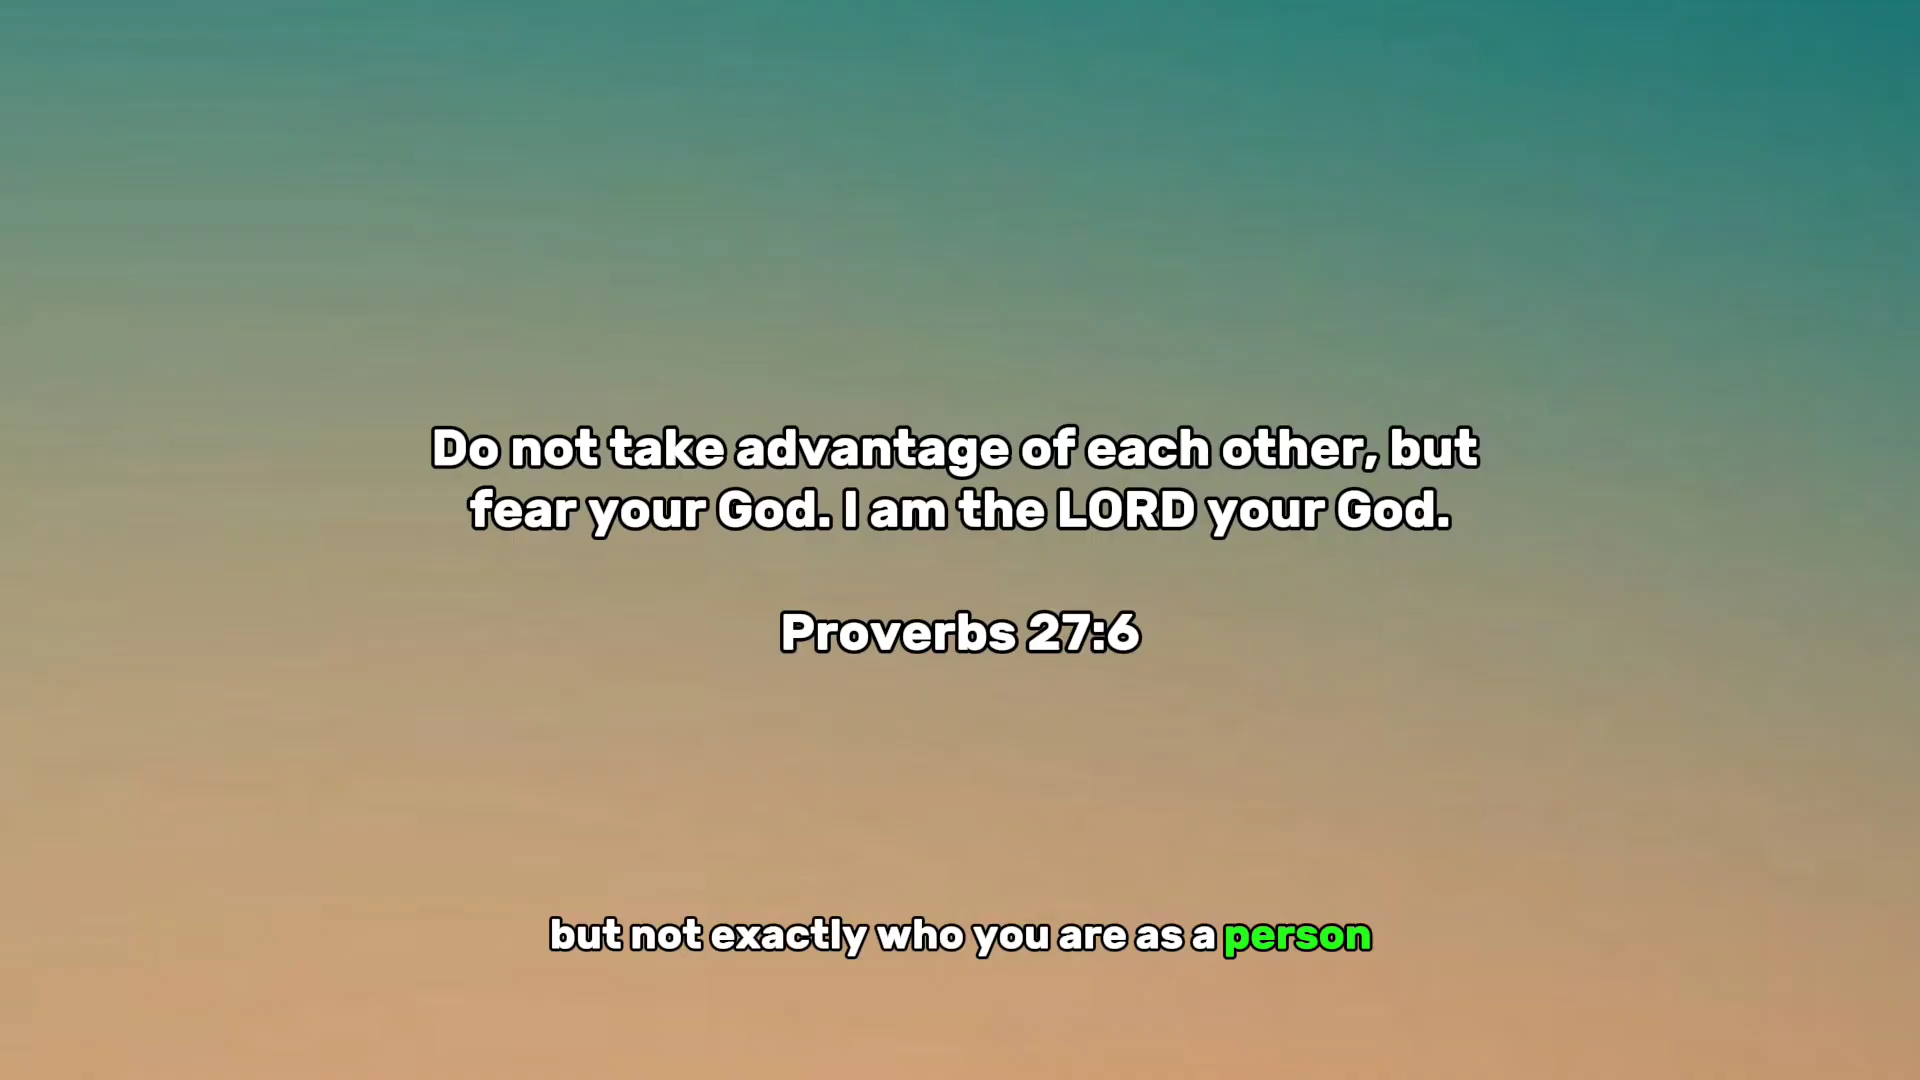 Do not take advantage of each other, but
fear your God. I am the LORD your God.
Proverbs 27:6
but not exactly who you are as a person